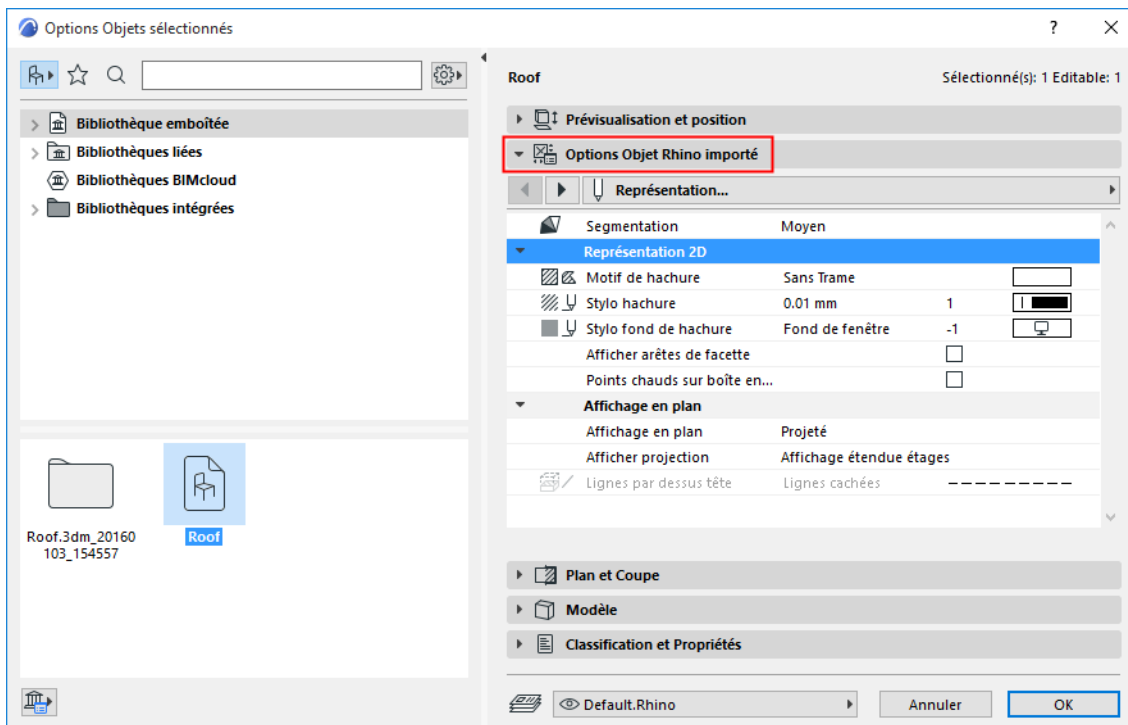 Options Objets sélectionnés
?
Roof
Sélectionné(s): 1 Editable: 1
Bibliothèque emboîtée
Bibliothèques liées
Bibliothèques BIMcloud
Bibliothèques intégrées
Roof.3dm_20160
103_154557
Roof
Prévisualisation et position
Options Objet Rhino importé
Représentation...
Segmentation Moyen
Représentation 2D
Motif de hachure Sans Trame
Stylo hachure 0.01 mm 1
Stylo fond de hachure Fond de fenêtre -1
Afficher arêtes de facette
Points chauds sur boîte en...
Affichage en plan
Affichage en plan Projeté
Afficher projection Affichage étendue étages
Lignes par dessus tête Lignes cachées
Plan et Coupe
Modèle
Classification et Propriétés
Default.Rhino
Annuler
OK